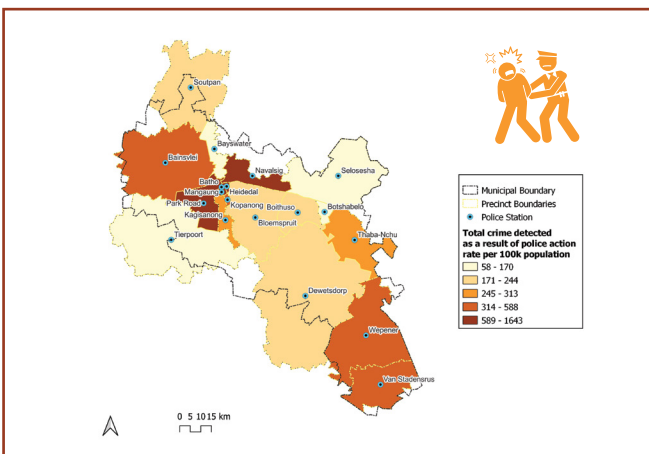 Soutpan
Bayswater
Bainsvlei
Navalsig
Selosesha
Batho
Mangaung
Heidedal
Park Road
Kopanong
Boithuso
Botshabelo
Kagisanong
Bloemspruit
Tierpoort
Thaba-Nchu
Dewetsdorp
Wepener
Van Stadensrus
Municipal Boundary
Precinct Boundaries
Police Station
Total crime detected
as a result of police action
rate per 100k population
58 - 170
171 - 244
245 - 313
314 - 588
589 - 1643
0 5 10 15 km